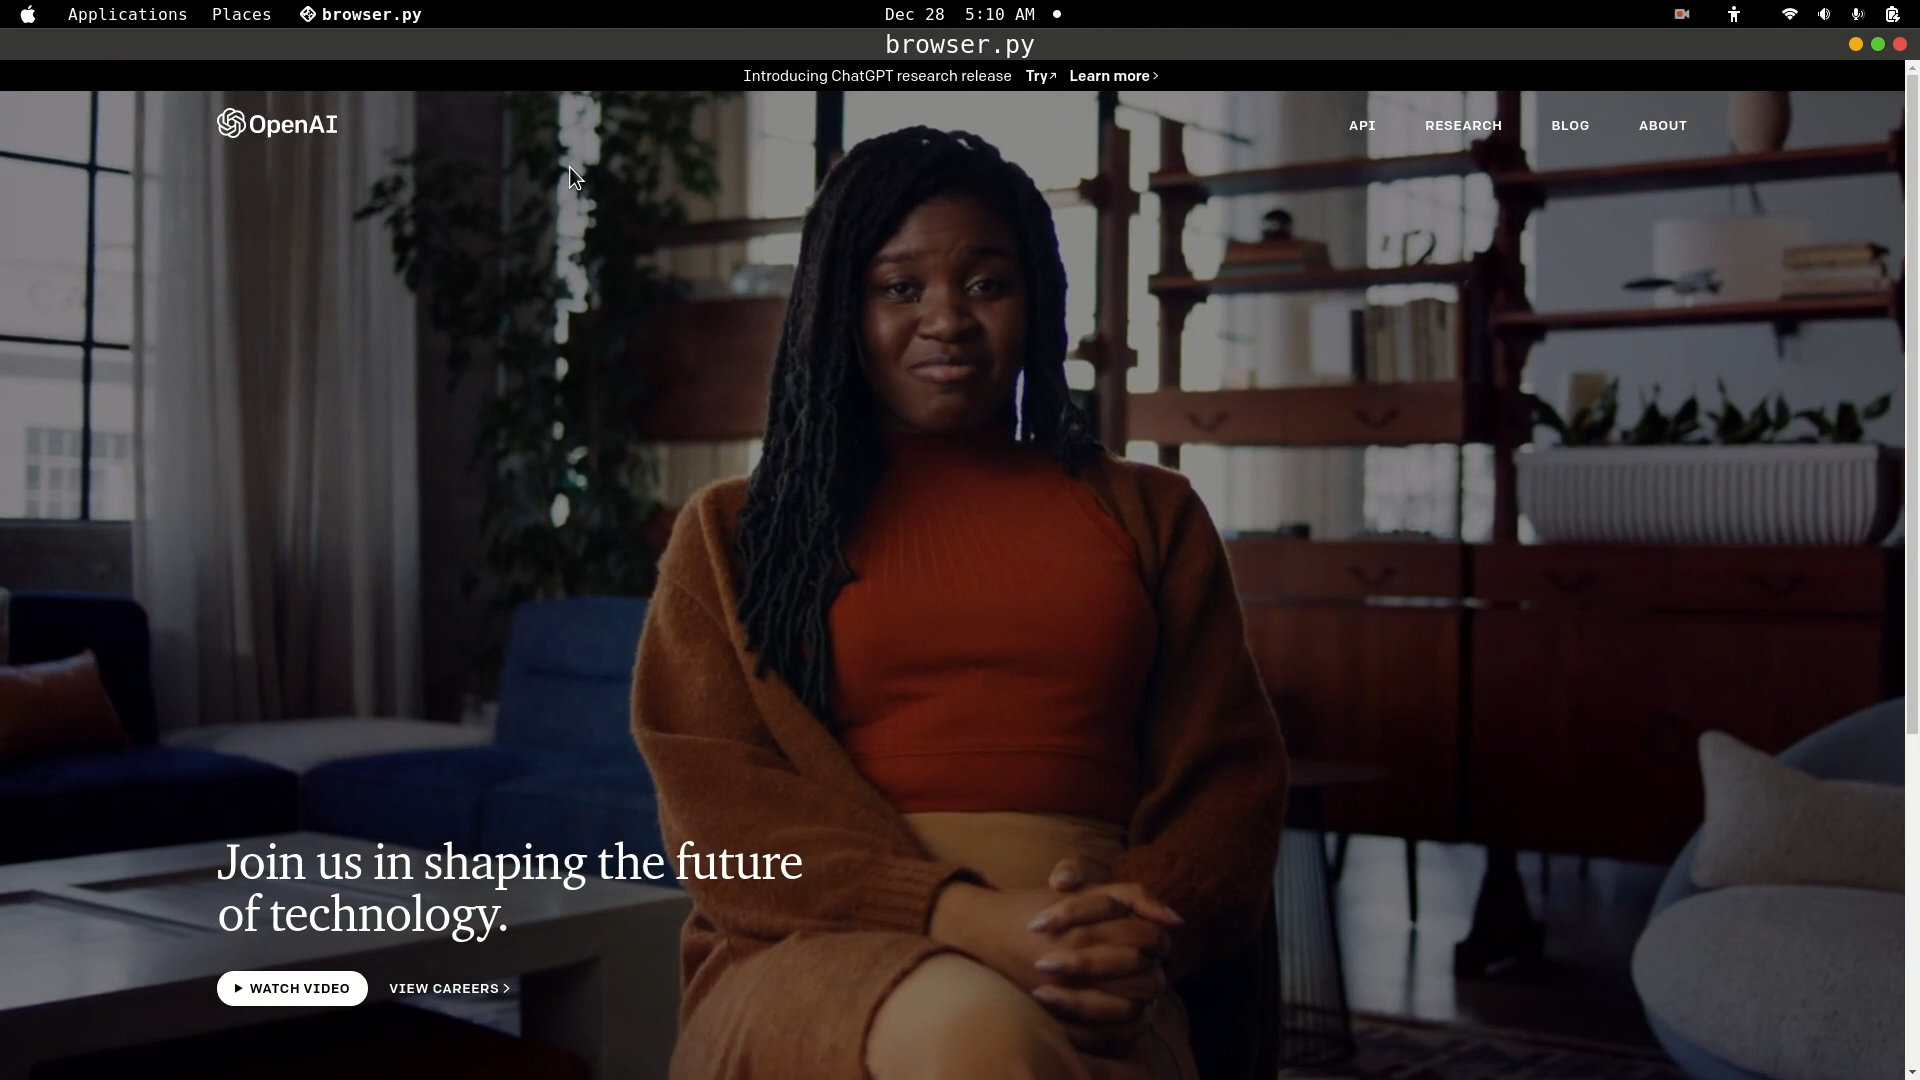 Applications Places browser.py Dec 28 5:10 AM
browser.py
Introducing ChatGPT research release Try↗ Learn more >
OpenAI API RESEARCH BLOG ABOUT
Join us in shaping the future
of technology.
WATCH VIDEO VIEW CAREERS >